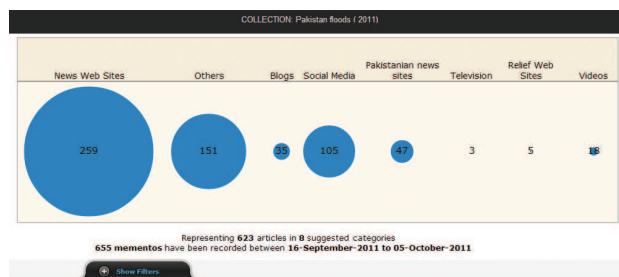 COLLECTION: Pakistan floods ( 2011)
News Web Sites Others Blogs Social Media Pakistanian news sites Television Relief Web Sites Videos
259 151 35 105 47 3 5 18
Representing 623 articles in 8 suggested categories
655 mementos have been recorded between 16-September-2011 to 05-October-2011
Show Filters